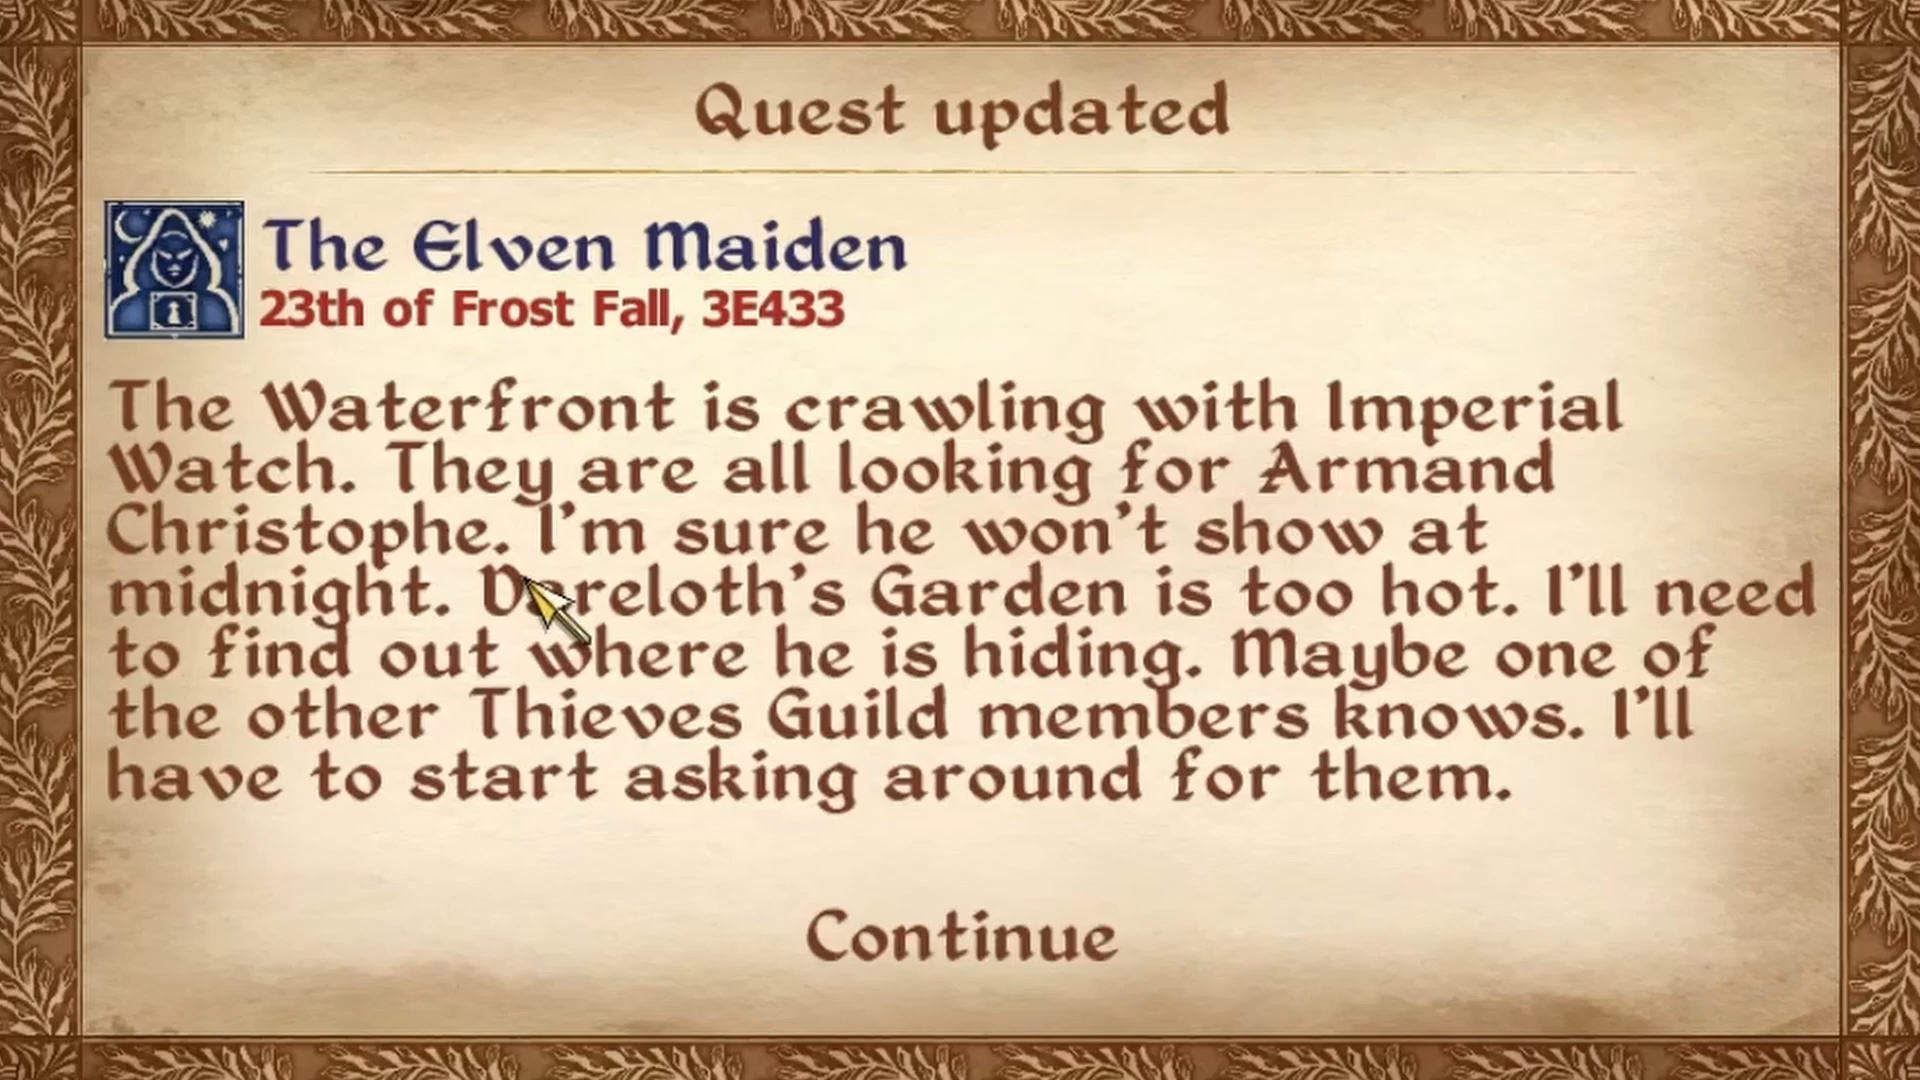 Quest updated
The Elven Maiden
23th of Frost Fall, 3E433
The Waterfront is crawling with Imperial
Watch. They are all looking for Armand
Christophe. I'm sure he won't show at
midnight. Dareloth's Garden is too hot. I'll need
to find out where he is hiding. Maybe one of
the other Thieves Guild members knows. I'll
have to start asking around for them.
Continue